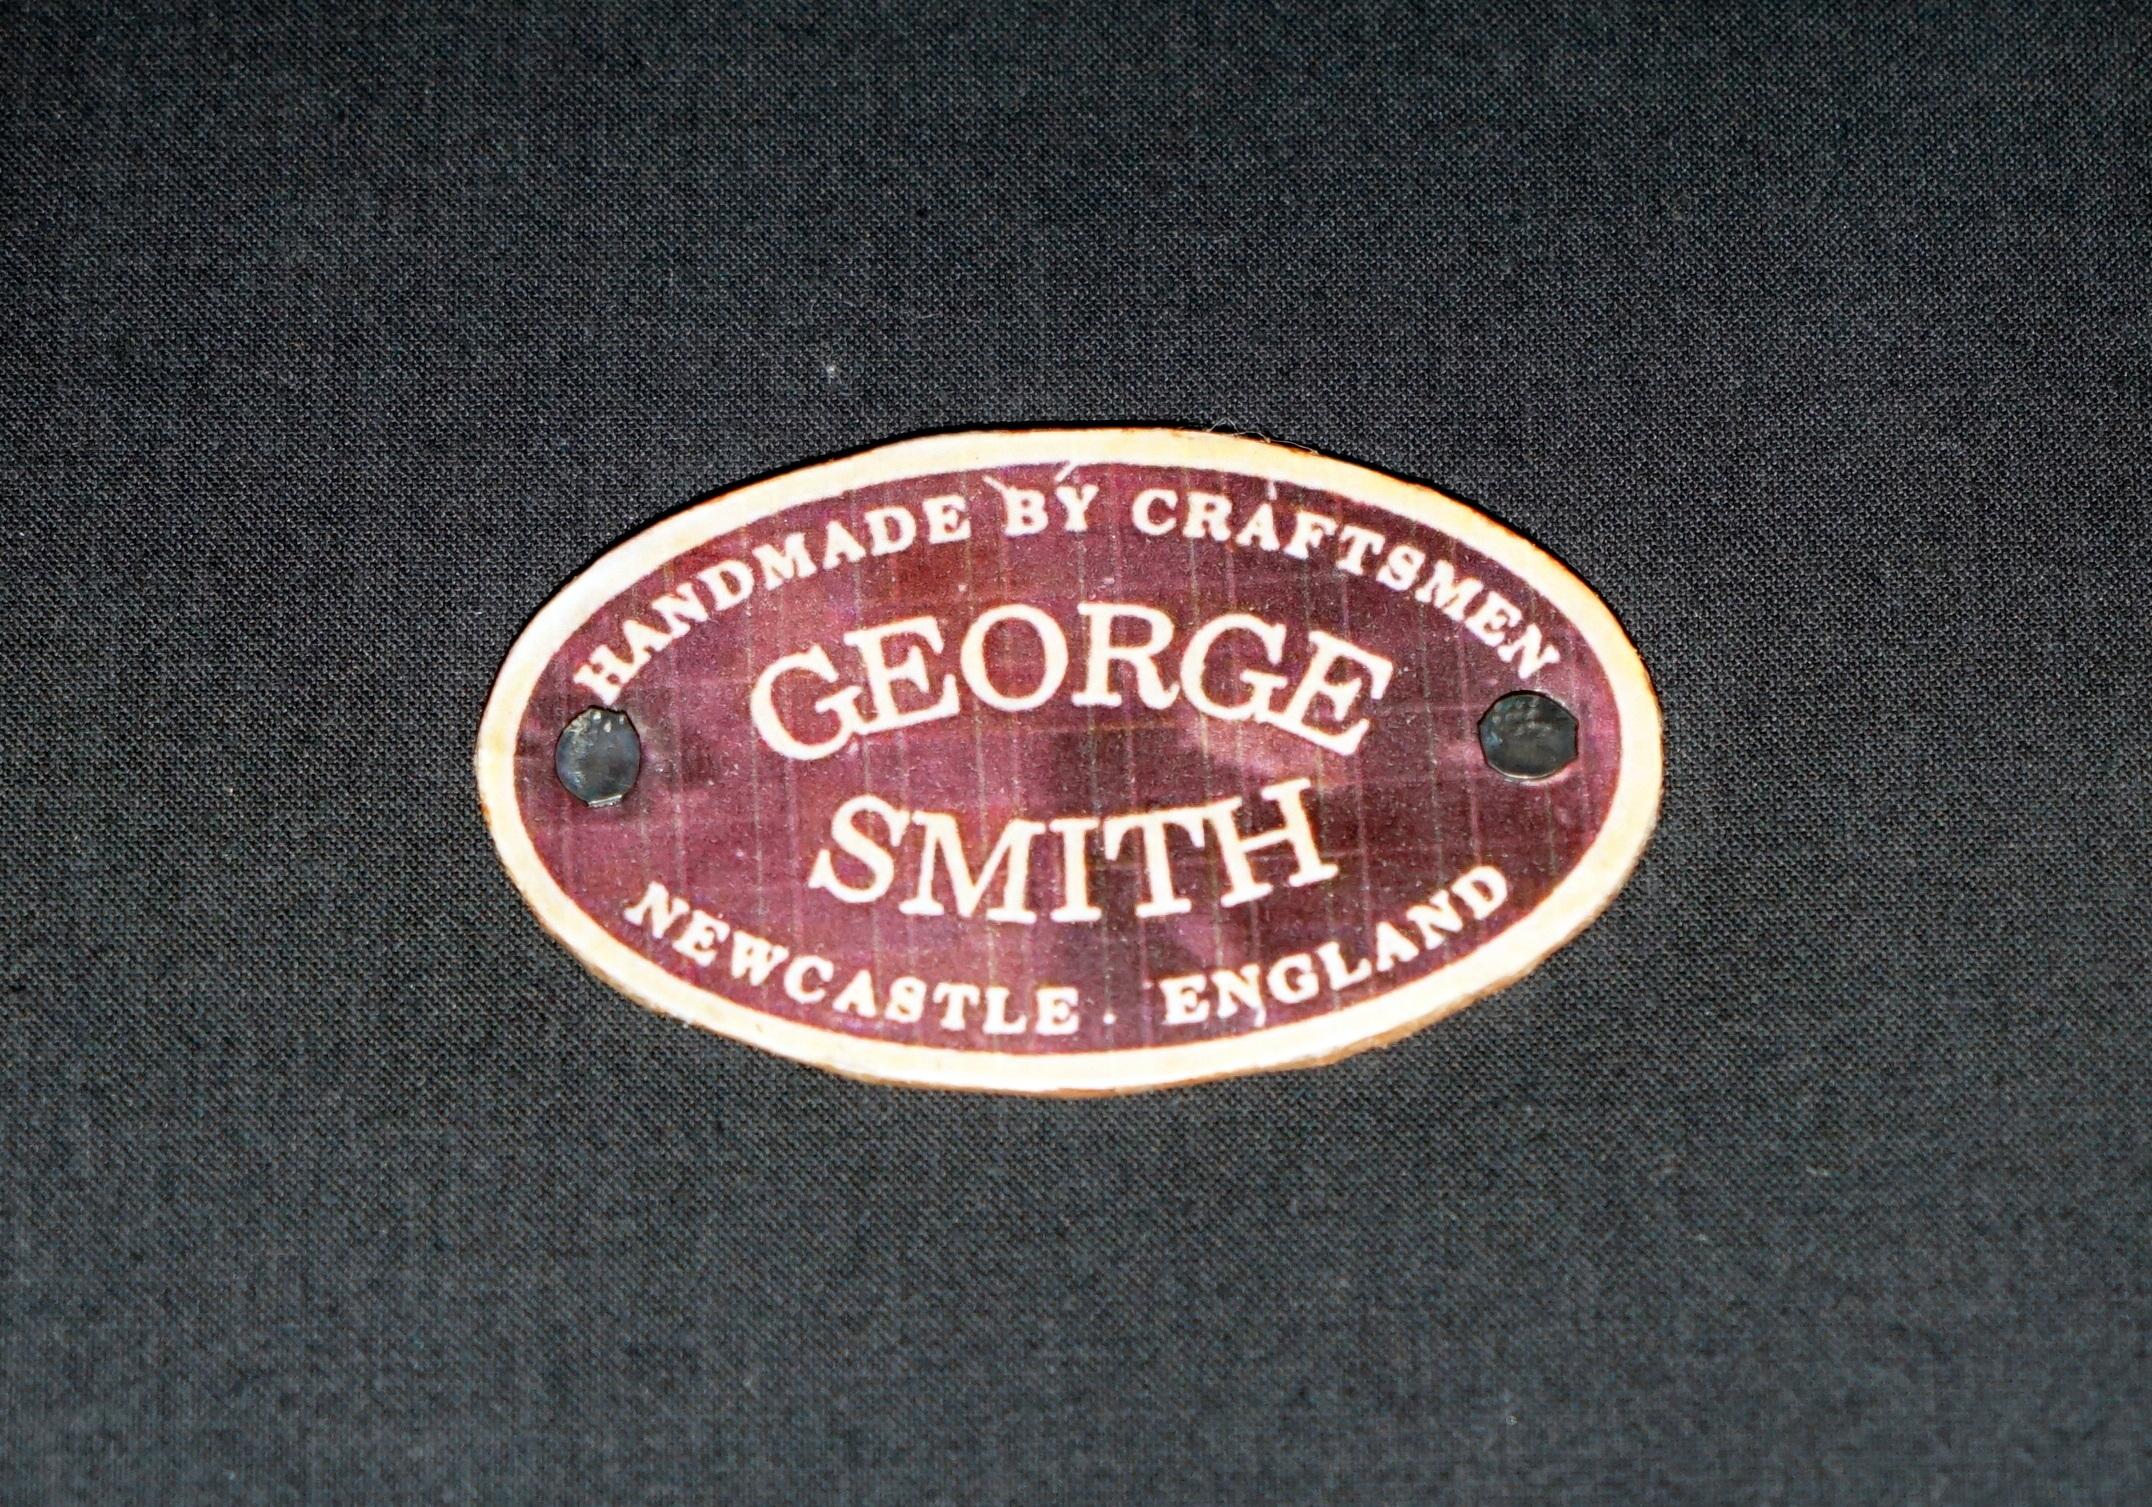 HANDMADE BY CRAFTSMEN
GEORGE
SMITH
NEWCASTLE . ENGLAND